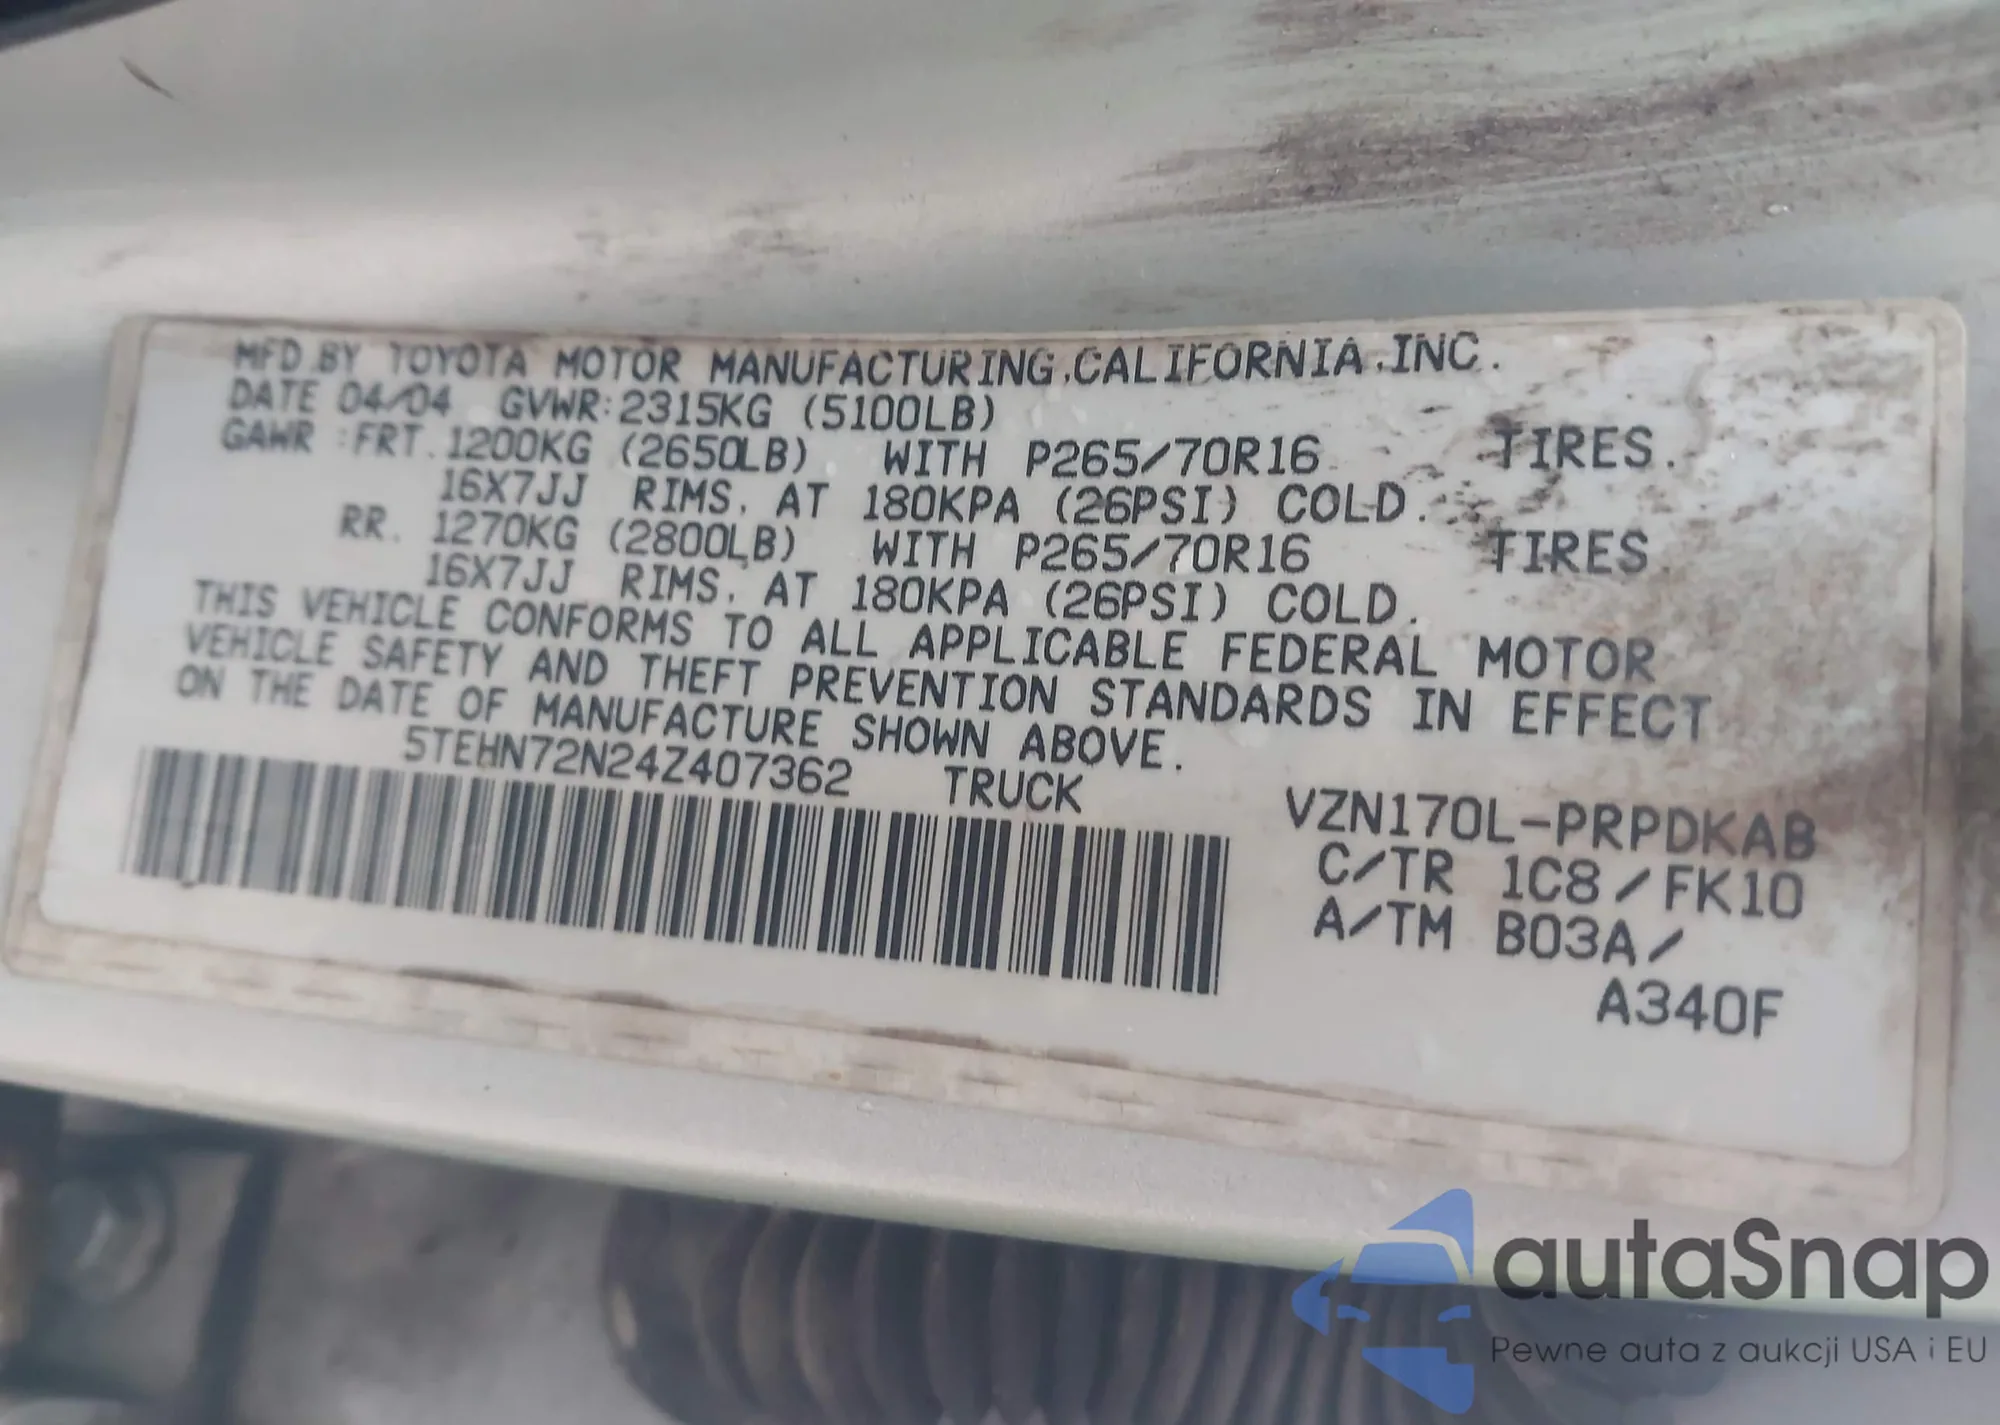 MFD.BY TOYOTA MOTOR MANUFACTURING,CALIFORNIA,INC.
DATE 04/04 GVWR:2315KG (5100LB)
GAWR :FRT. 1200KG (2650LB) WITH P265/70R16 TIRES.
16X7JJ RIMS, AT 180KPA (26PSI) COLD.
RR. 1270KG (2800LB) WITH P265/70R16 TIRES
16X7JJ RIMS, AT 180KPA (26PSI) COLD.
THIS VEHICLE CONFORMS TO ALL APPLICABLE FEDERAL MOTOR
VEHICLE SAFETY AND THEFT PREVENTION STANDARDS IN EFFECT
ON THE DATE OF MANUFACTURE SHOWN ABOVE.
5TEHN72N24Z407362 TRUCK
VZN170L-PRPDKAB
C/TR 1C8/FK10
A/TM B03A/
A340F
autaSnap
Pewne auta z aukcji USA i EU